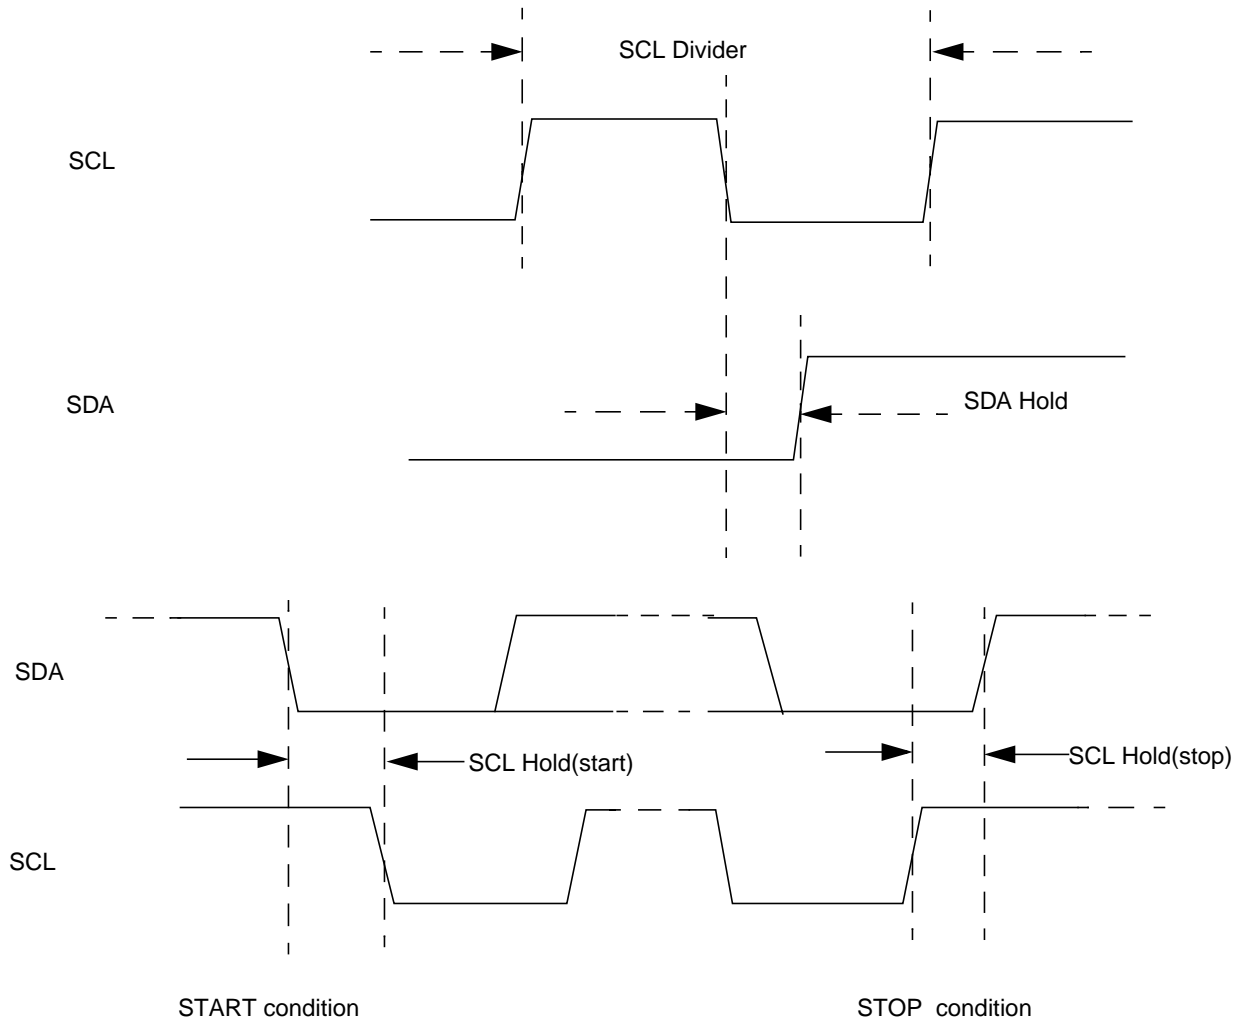 SCL Divider
SCL
SDA
SDA Hold
SDA
SCL Hold(start)
SCL Hold(stop)
SCL
START condition
STOP condition